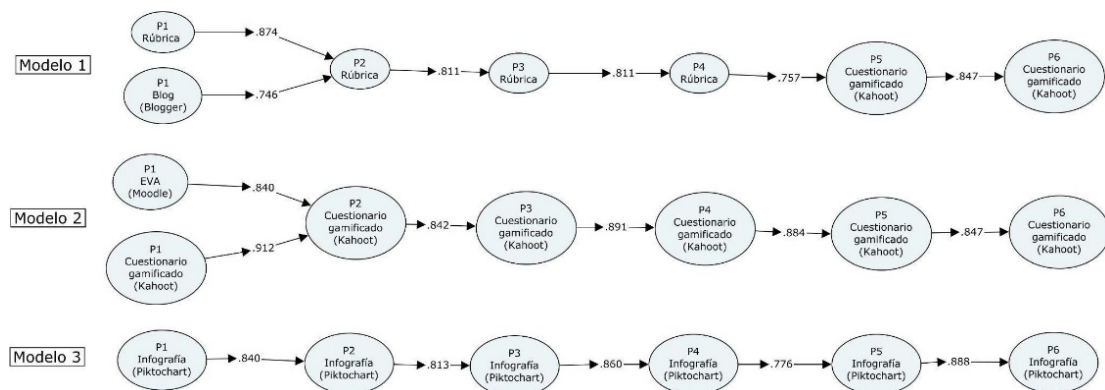 Modelo 1
P1
Rúbrica
.874
P1
Blog
(Blogger)
.746
P2
Rúbrica
.811
P3
Rúbrica
.811
P4
Rúbrica
.757
P5
Cuestionario
gamificado
(Kahoot)
.847
P6
Cuestionario
gamificado
(Kahoot)
Modelo 2
P1
EVA
(Moodle)
.840
P1
Cuestionario
gamificado
(Kahoot)
.912
P2
Cuestionario
gamificado
(Kahoot)
.842
P3
Cuestionario
gamificado
(Kahoot)
.891
P4
Cuestionario
gamificado
(Kahoot)
.884
P5
Cuestionario
gamificado
(Kahoot)
.847
P6
Cuestionario
gamificado
(Kahoot)
Modelo 3
P1
Infografía
(Piktochart)
.840
P2
Infografía
(Piktochart)
.813
P3
Infografía
(Piktochart)
.860
P4
Infografía
(Piktochart)
.776
P5
Infografía
(Piktochart)
.888
P6
Infografía
(Piktochart)